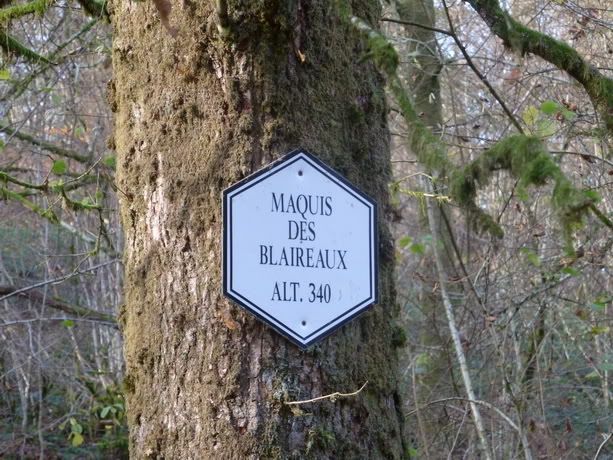 MAQUIS
DES
BLAIREAUX
ALT. 340